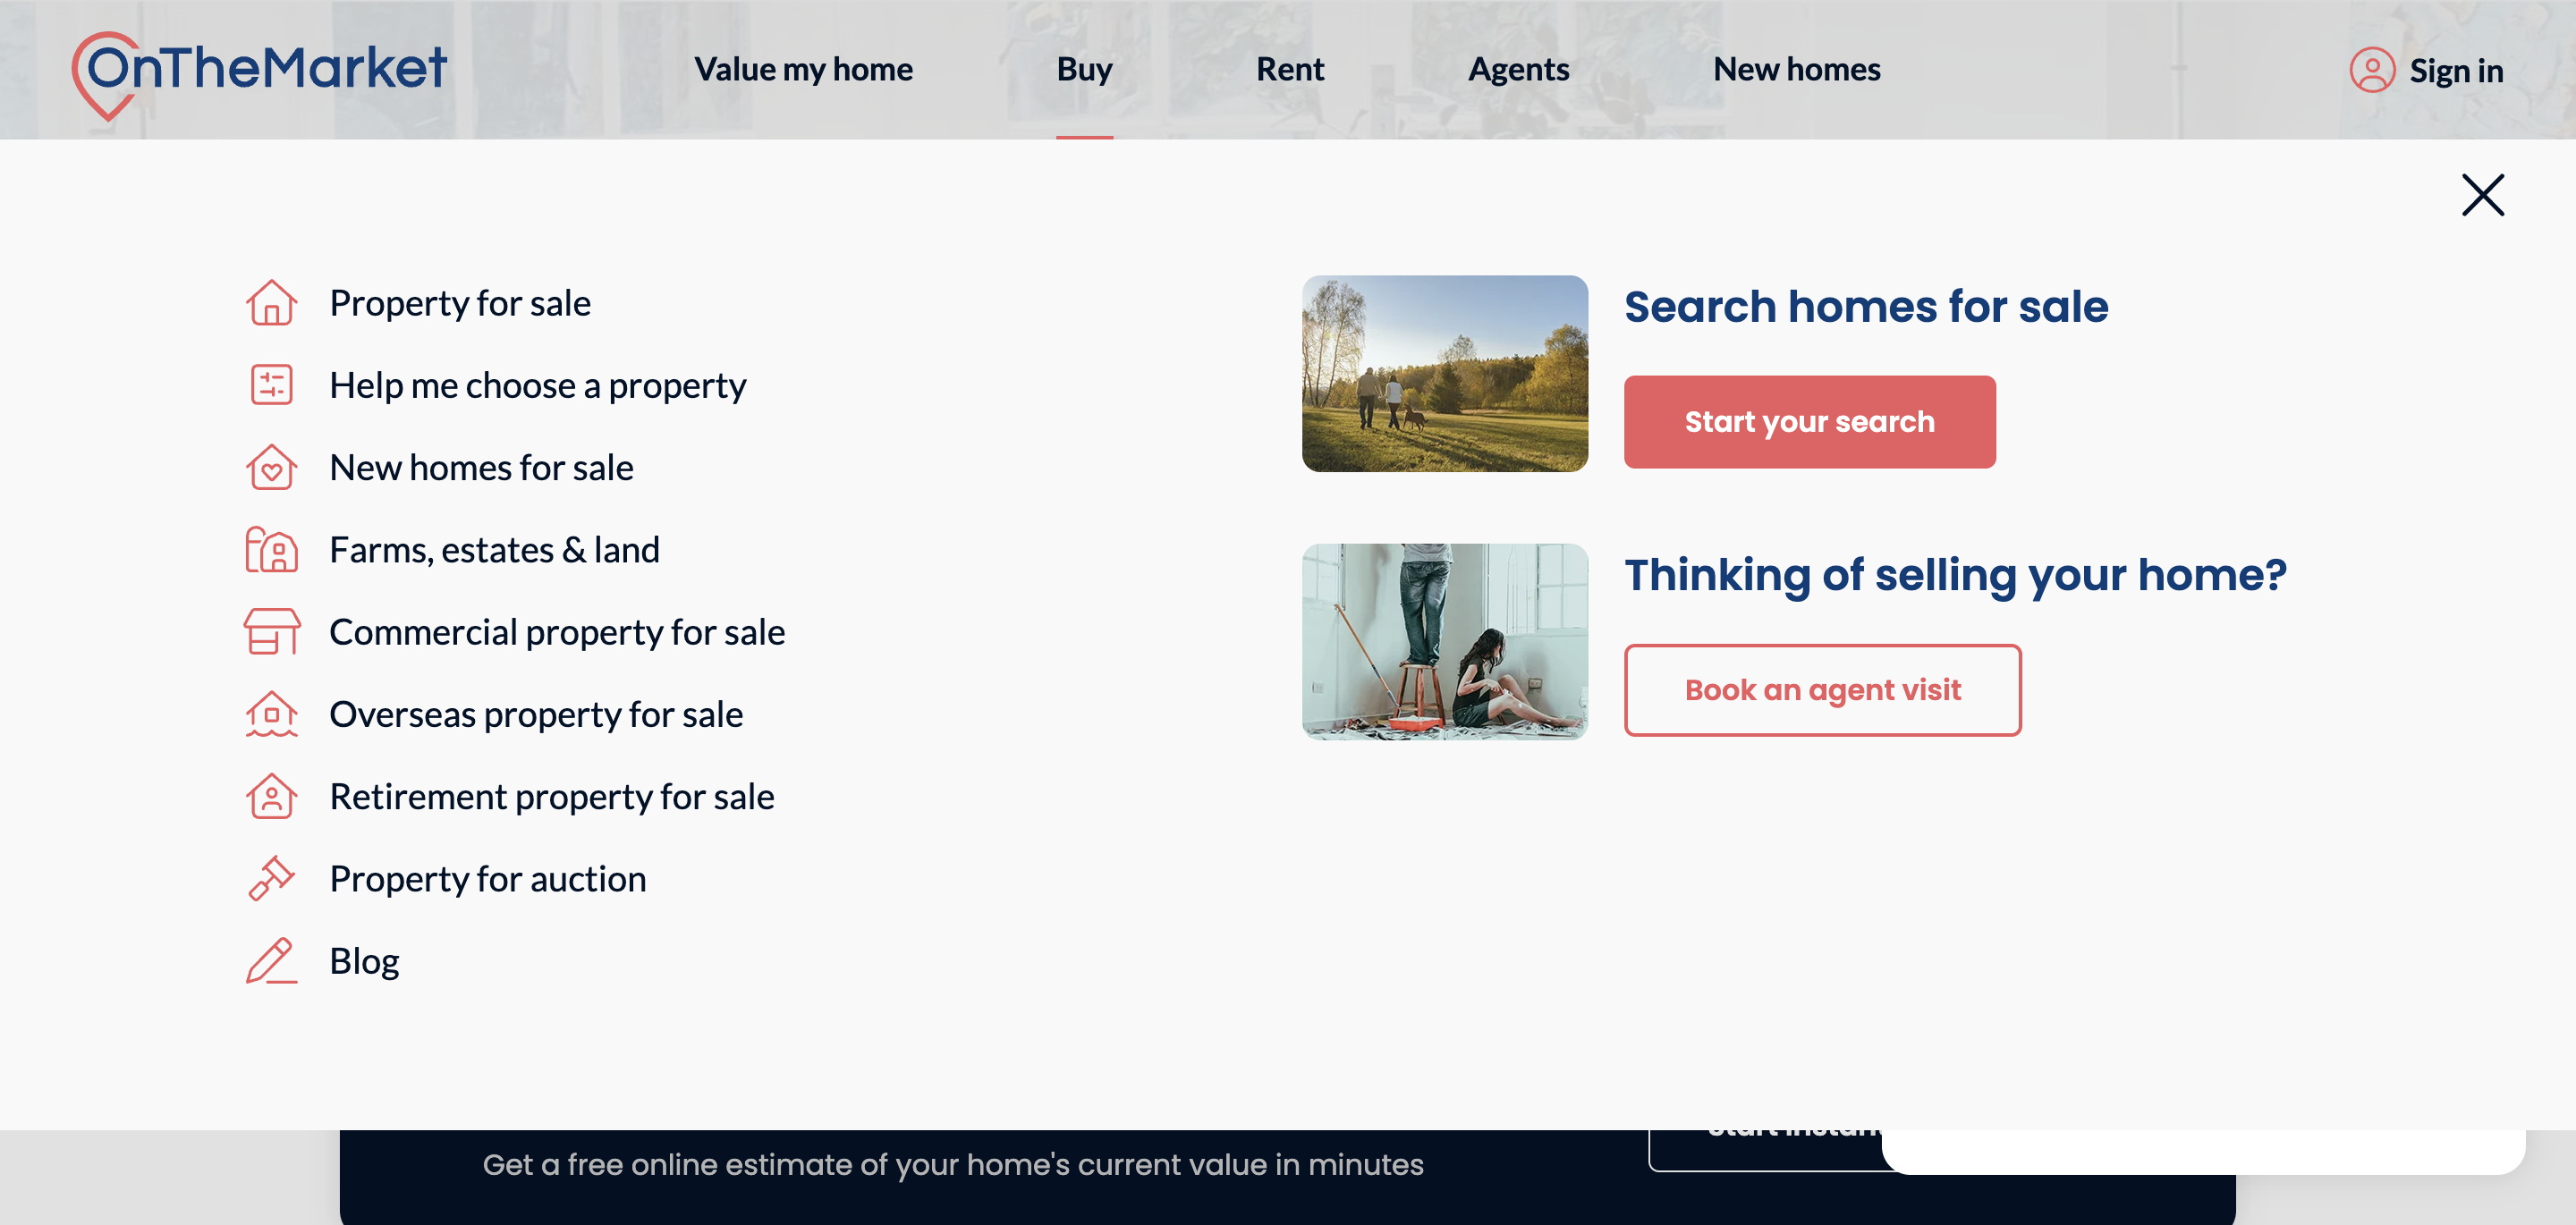 OnTheMarket
Value my home
Buy
Rent
Agents
New homes
Sign in
Property for sale
Help me choose a property
New homes for sale
Farms, estates & land
Commercial property for sale
Overseas property for sale
Retirement property for sale
Property for auction
Blog
Search homes for sale
Start your search
Thinking of selling your home?
Book an agent visit
Get a free online estimate of your home's current value in minutes